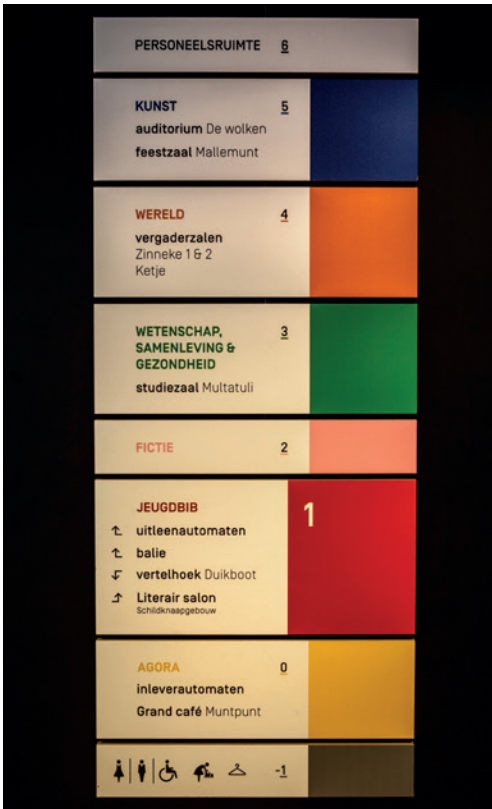 PERSONEELSRUIMTE 6
KUNST 5
auditorium De wolken
feestzaal Mallemunt
WERELD 4
vergaderzalen
Zinneke 1 & 2
Ketje
WETENSCHAP, 3
SAMENLEVING &
GEZONDHEID
studiezaal Multatuli
FICTIE 2
JEUGDBIB 1
uitleenautomaten
balie
vertelhoek Duikboot
Literair salon
Schildknaapgebouw
AGORA 0
inleverautomaten
Grand café Muntpunt
-1